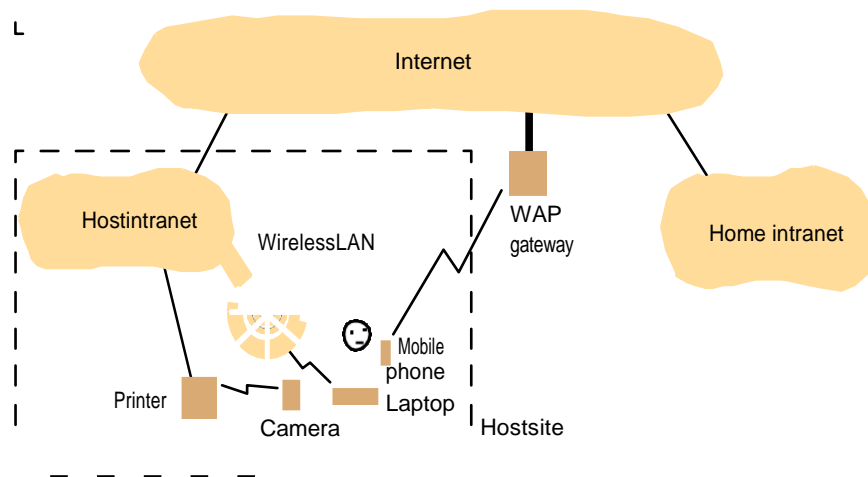 Internet
Hostintranet
WirelessLAN
WAP
gateway
Home intranet
Mobile
phone
Printer
Laptop
Camera
Hostsite